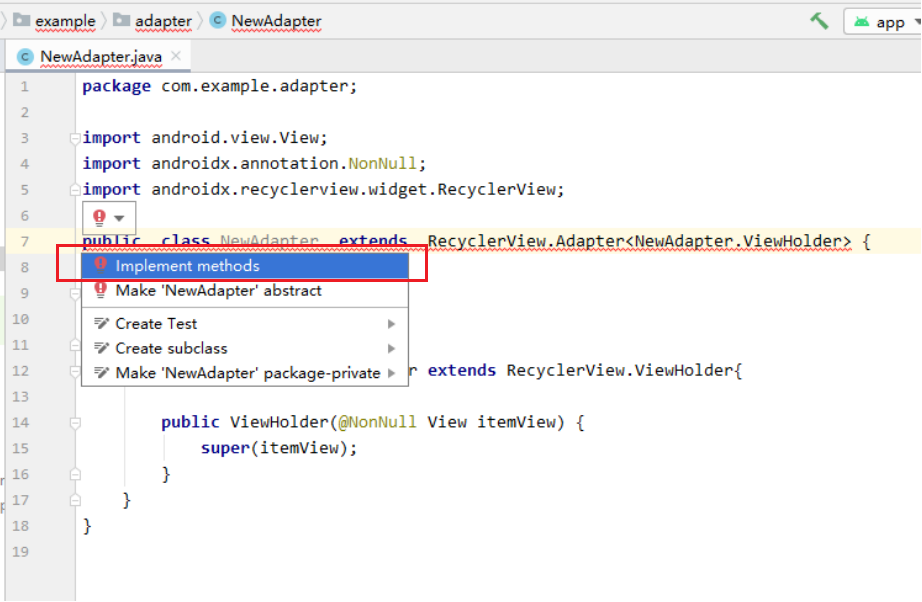 example adapter NewAdapter app
NewAdapter.java
1 package com.example.adapter;
2
3 import android.view.View;
4 import androidx.annotation.NonNull;
5 import androidx.recyclerview.widget.RecyclerView;
6
7 public class NewAdapter extends RecyclerView.Adapter<NewAdapter.ViewHolder> {
8 Implement methods
9 Make 'NewAdapter' abstract
10 Create Test
11 Create subclass
12 Make 'NewAdapter' package-private r extends RecyclerView.ViewHolder{
13
14 public ViewHolder(@NonNull View itemView) {
15 super(itemView);
16 }
17 }
18 }
19